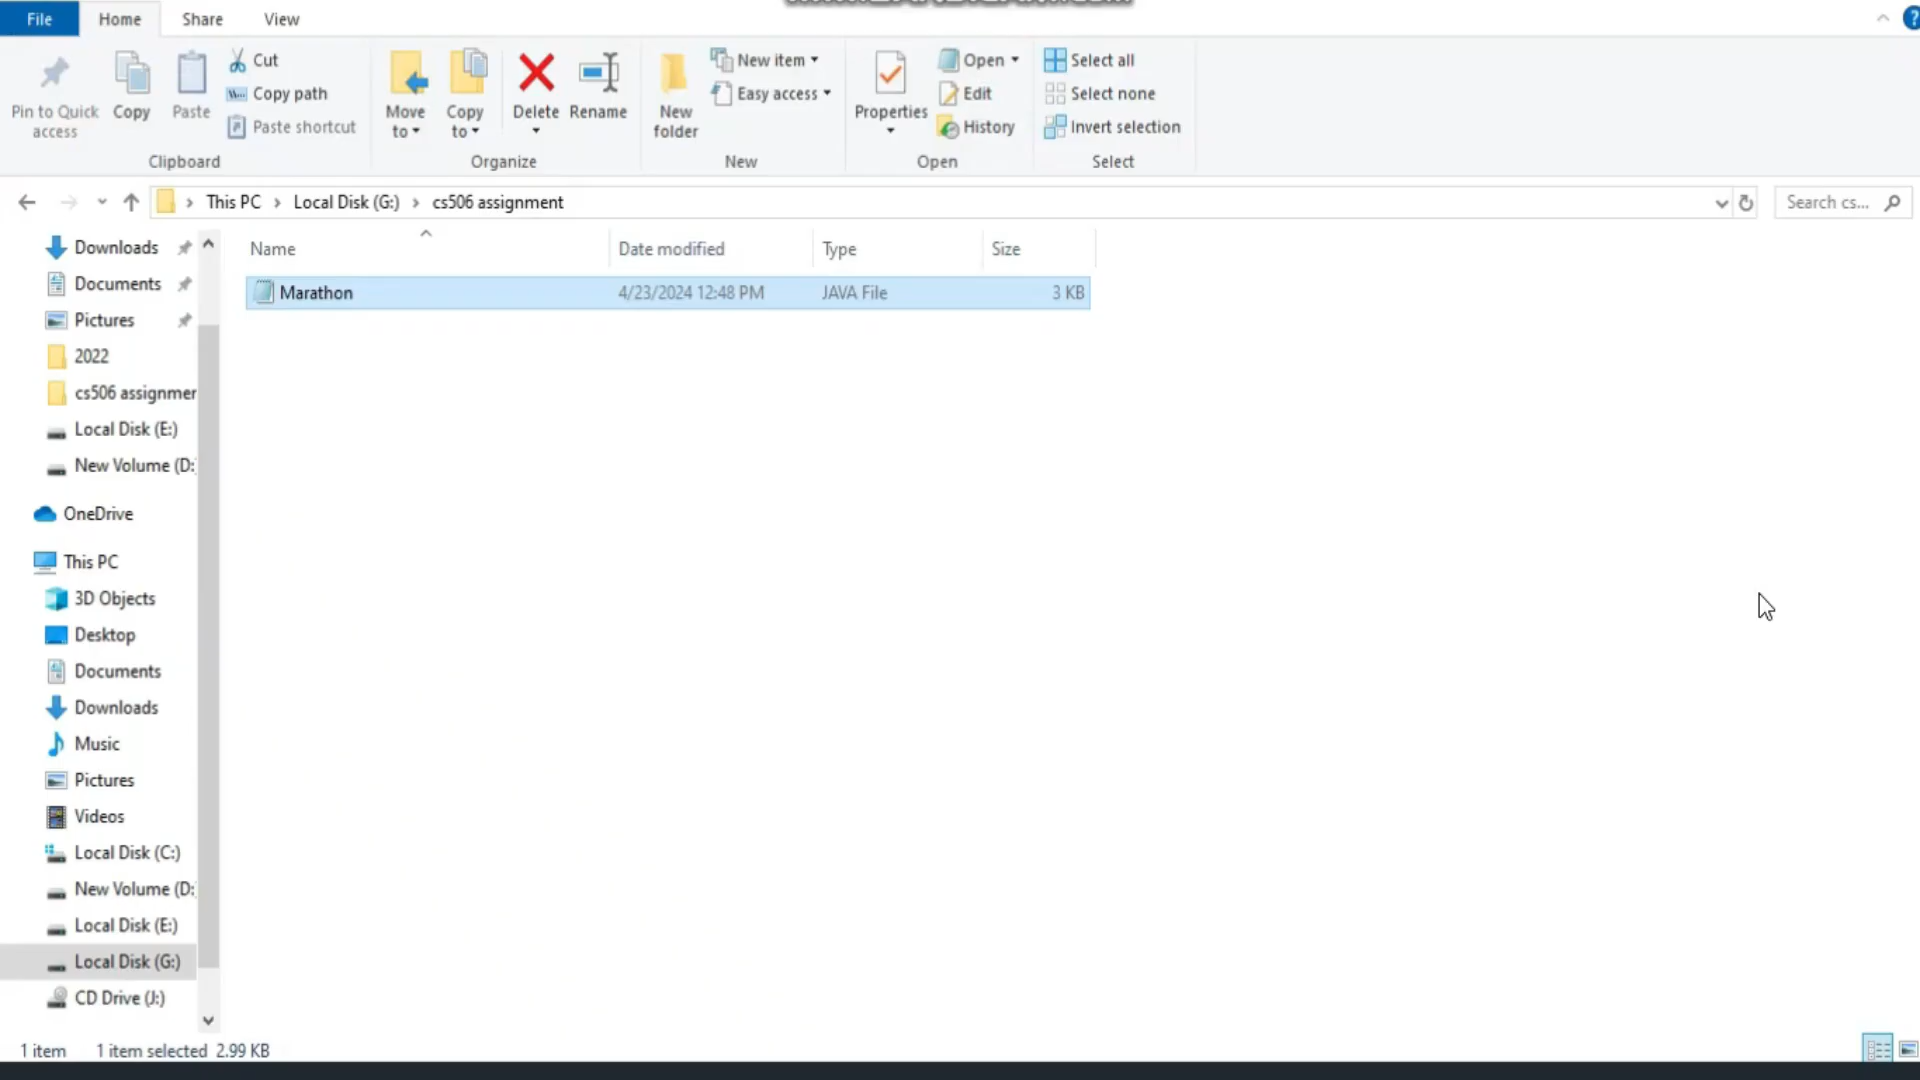 File Home Share View
Cut
New item
Open
Select all
Copy path
Easy access
Edit
Select none
Pin to Quick access
Copy
Paste
Paste shortcut
Move to
Copy to
Delete
Rename
New folder
Properties
History
Invert selection
Clipboard Organize New Open Select
This PC > Local Disk (G:) > cs506 assignment
Search cs...
Name Date modified Type Size
Marathon 4/23/2024 12:48 PM JAVA File 3 KB
Downloads
Documents
Pictures
2022
cs506 assignmer
Local Disk (E:)
New Volume (D:
OneDrive
This PC
3D Objects
Desktop
Documents
Downloads
Music
Pictures
Videos
Local Disk (C:)
New Volume (D:
Local Disk (E:)
Local Disk (G:)
CD Drive (J:)
1 item 1 item selected 2.99 KB